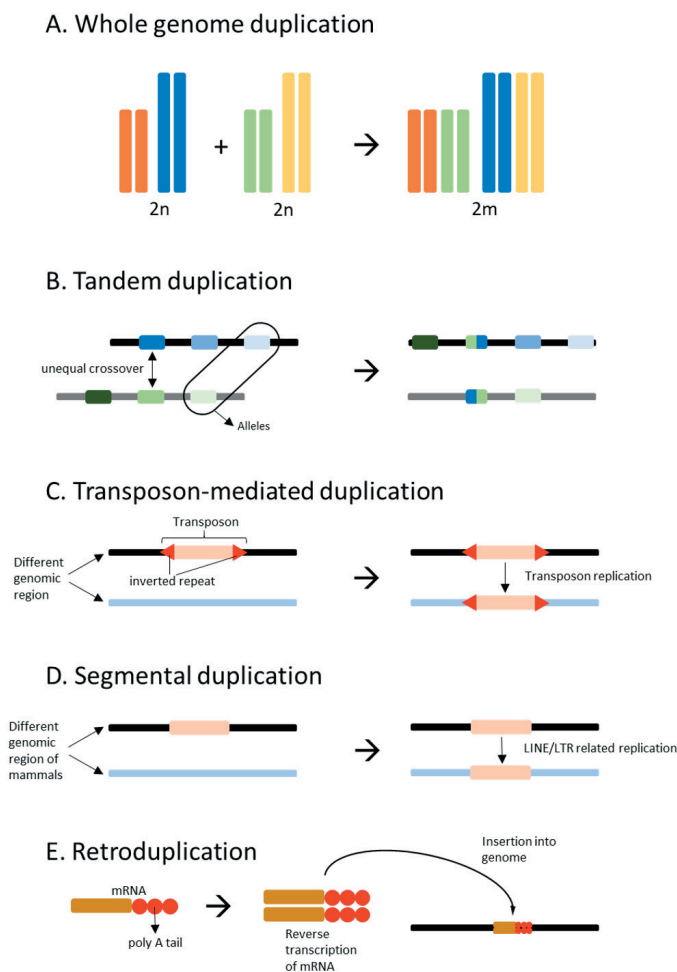 A. Whole genome duplication
+
2n
2n
2m
B. Tandem duplication
unequal crossover
Alleles
C. Transposon-mediated duplication
Transposon
Different
genomic
region
inverted repeat
Transposon replication
D. Segmental duplication
Different
genomic
region of
mammals
LINE/LTR related replication
E. Retroduplication
mRNA
poly A tail
Reverse
transcription
of mRNA
Insertion into
genome